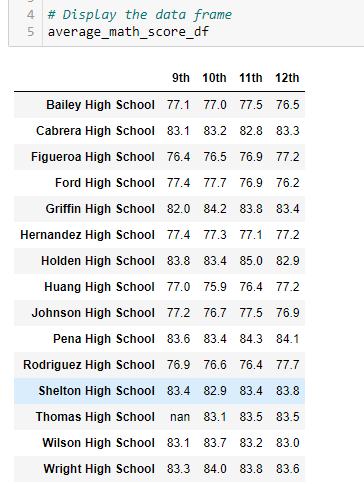 4 # Display the data frame
5 average_math_score_df
9th 10th 11th 12th
Bailey High School 77.1 77.0 77.5 76.5
Cabrera High School 83.1 83.2 82.8 83.3
Figueroa High School 76.4 76.5 76.9 77.2
Ford High School 77.4 77.7 76.9 76.2
Griffin High School 82.0 84.2 83.8 83.4
Hernandez High School 77.4 77.3 77.1 77.2
Holden High School 83.8 83.4 85.0 82.9
Huang High School 77.0 75.9 76.4 77.2
Johnson High School 77.2 76.7 77.5 76.9
Pena High School 83.6 83.4 84.3 84.1
Rodriguez High School 76.9 76.6 76.4 77.7
Shelton High School 83.4 82.9 83.4 83.8
Thomas High School nan 83.1 83.5 83.5
Wilson High School 83.1 83.7 83.2 83.0
Wright High School 83.3 84.0 83.8 83.6